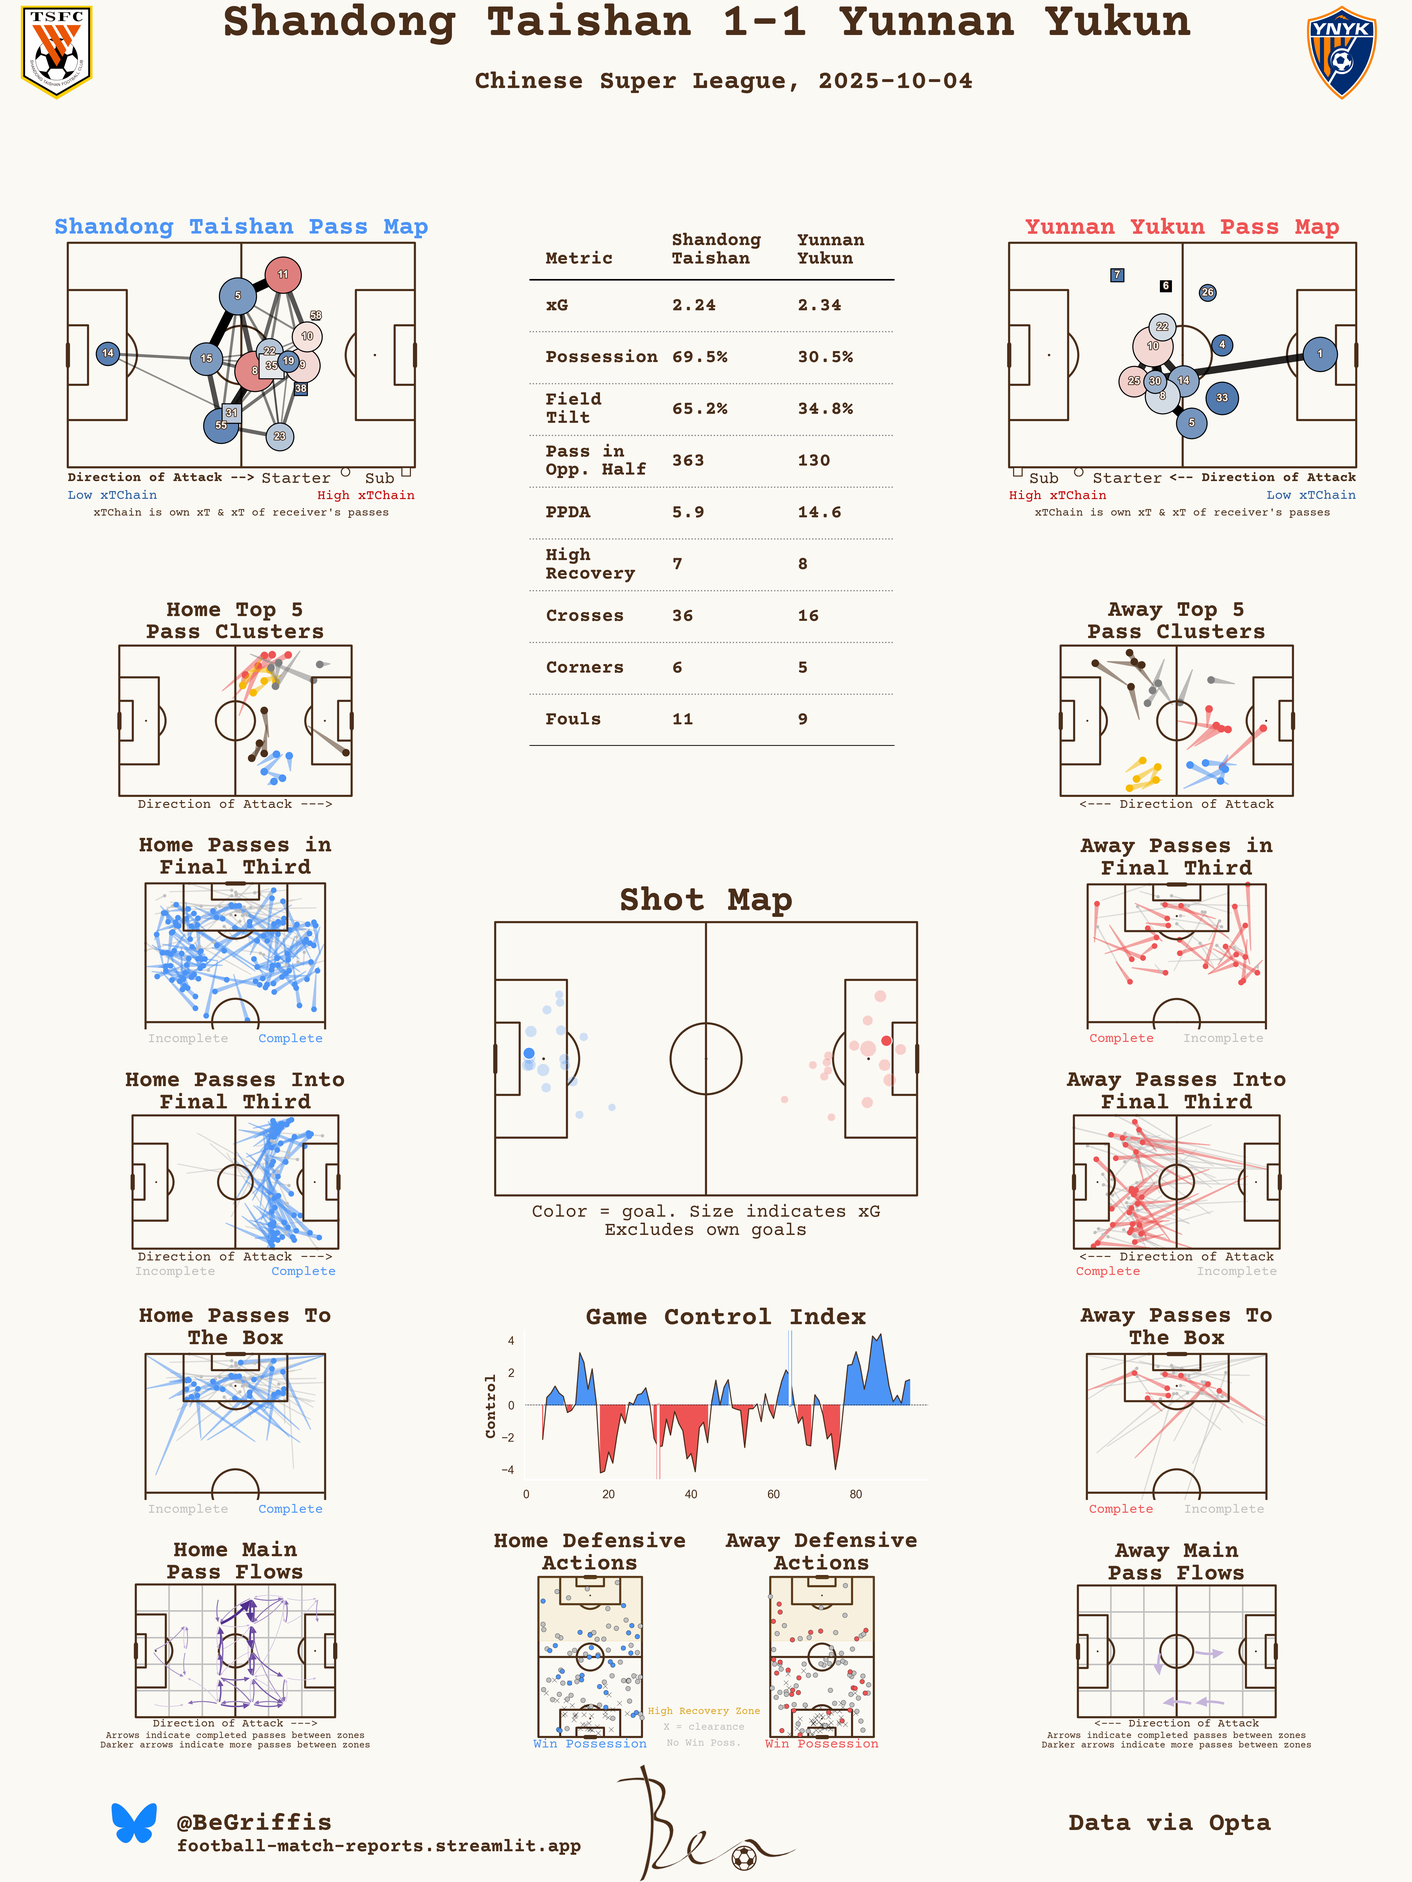 Shandong Taishan 1-1 Yunnan Yukun
Chinese Super League, 2025-10-04
TSFC
YNYK
Shandong Taishan Pass Map
11
5
58
10
14
15
22
35
19
9
8
38
31
55
23
Direction of Attack --> Starter Sub
Low xTChain High xTChain
xTChain is own xT & xT of receiver's passes
Metric Shandong Taishan Yunnan Yukun
xG 2.24 2.34
Possession 69.5% 30.5%
Field Tilt 65.2% 34.8%
Pass in Opp. Half 363 130
PPDA 5.9 14.6
High Recovery 7 8
Crosses 36 16
Corners 6 5
Fouls 11 9
Yunnan Yukun Pass Map
7
6
26
22
10
4
1
25
30
14
8
33
5
Sub Starter <-- Direction of Attack
High xTChain Low xTChain
xTChain is own xT & xT of receiver's passes
Home Top 5
Pass Clusters
Direction of Attack --->
Away Top 5
Pass Clusters
<--- Direction of Attack
Home Passes in
Final Third
Incomplete Complete
Away Passes in
Final Third
Complete Incomplete
Shot Map
Color = goal. Size indicates xG
Excludes own goals
Home Passes Into
Final Third
Direction of Attack --->
Incomplete Complete
Away Passes Into
Final Third
<--- Direction of Attack
Complete Incomplete
Home Passes To
The Box
Incomplete Complete
Game Control Index
Control
4
2
0
−2
−4
0 20 40 60 80
Away Passes To
The Box
Complete Incomplete
Home Main
Pass Flows
Direction of Attack --->
Arrows indicate completed passes between zones
Darker arrows indicate more passes between zones
Home Defensive
Actions
Win Possession
High Recovery Zone
X = clearance
No Win Poss.
Away Defensive
Actions
Win Possession
Away Main
Pass Flows
<--- Direction of Attack
Arrows indicate completed passes between zones
Darker arrows indicate more passes between zones
@BeGriffis
football-match-reports.streamlit.app
Ben
Data via Opta